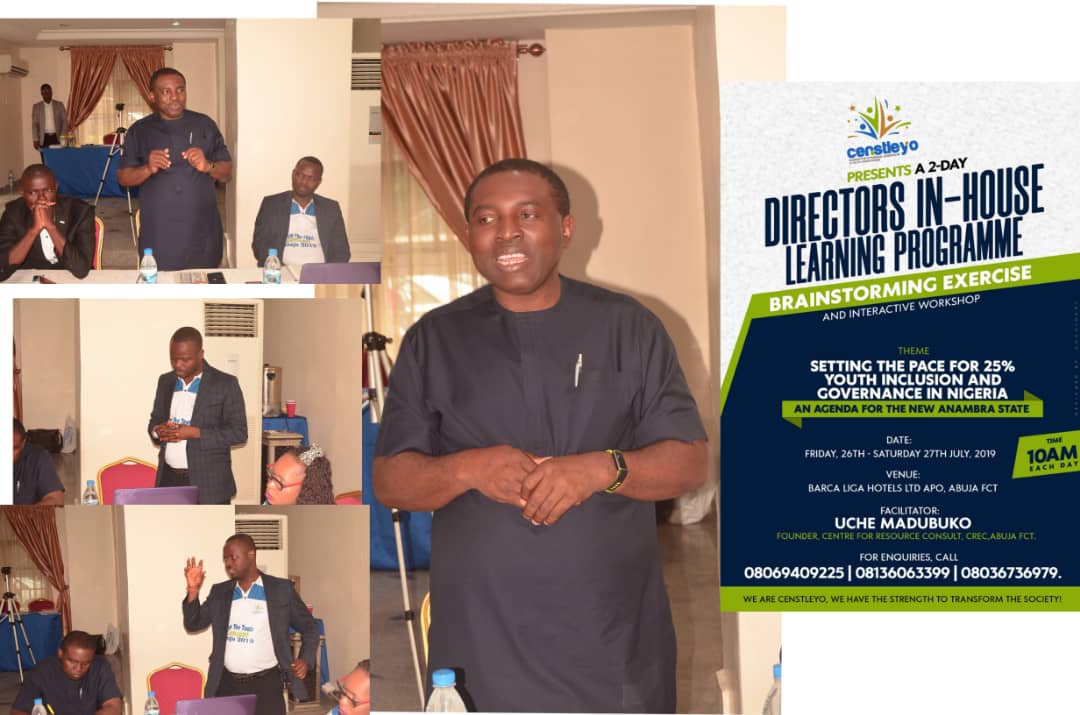 censtleyo
PRESENTS A 2-DAY
DIRECTORS IN-HOUSE
LEARNING PROGRAMME
BRAINSTORMING EXERCISE
AND INTERACTIVE WORKSHOP
THEME
SETTING THE PACE FOR 25%
YOUTH INCLUSION AND
GOVERNANCE IN NIGERIA
AN AGENDA FOR THE NEW ANAMBRA STATE
DATE:
FRIDAY, 26TH - SATURDAY 27TH JULY, 2019
TIME
10AM
EACH DAY
VENUE:
BARCA LIGA HOTELS LTD APO, ABUJA FCT
FACILITATOR:
UCHE MADUBUKO
FOUNDER, CENTRE FOR RESOURCE CONSULT, CREC,ABUJA FCT.
FOR ENQUIRIES, CALL
08069409225 | 08136063399 | 08036736979.
WE ARE CENSTLEYO, WE HAVE THE STRENGTH TO TRANSFORM THE SOCIETY!